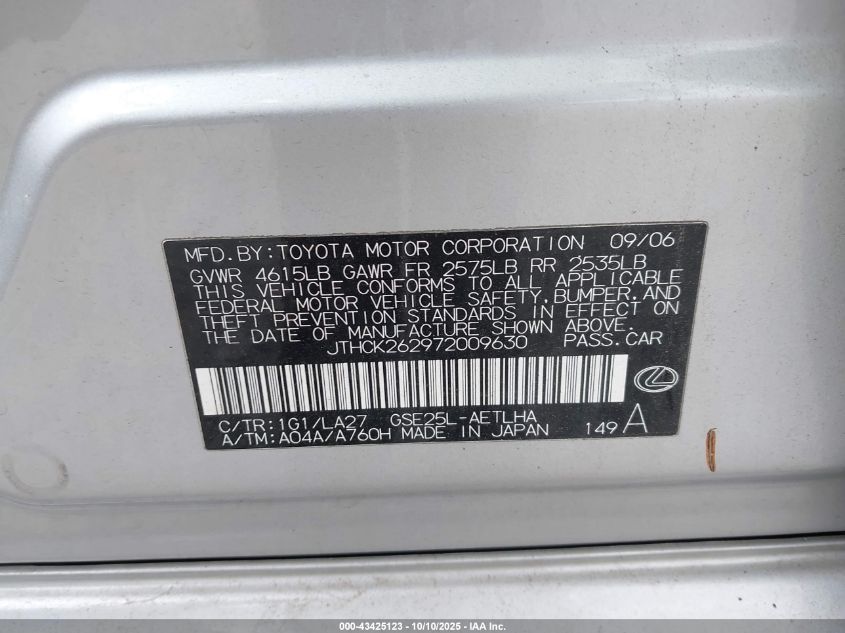 MFD.BY:TOYOTA MOTOR CORPORATION 09/06
GVWR 4615LB GAWR FR 2575LB RR 2535LB
THIS VEHICLE CONFORMS TO ALL APPLICABLE
FEDERAL MOTOR VEHICLE SAFETY, BUMPER, AND
THEFT PREVENTION STANDARDS IN EFFECT ON
THE DATE OF MANUFACTURE SHOWN ABOVE.
JTHCK262972009630 PASS.CAR
C/TR:1G1/LA27 GSE25L-AETLHA
A/TM:A04A/A760H MADE IN JAPAN 149 A
000-43425123 - 10/10/2025 - IAA Inc.